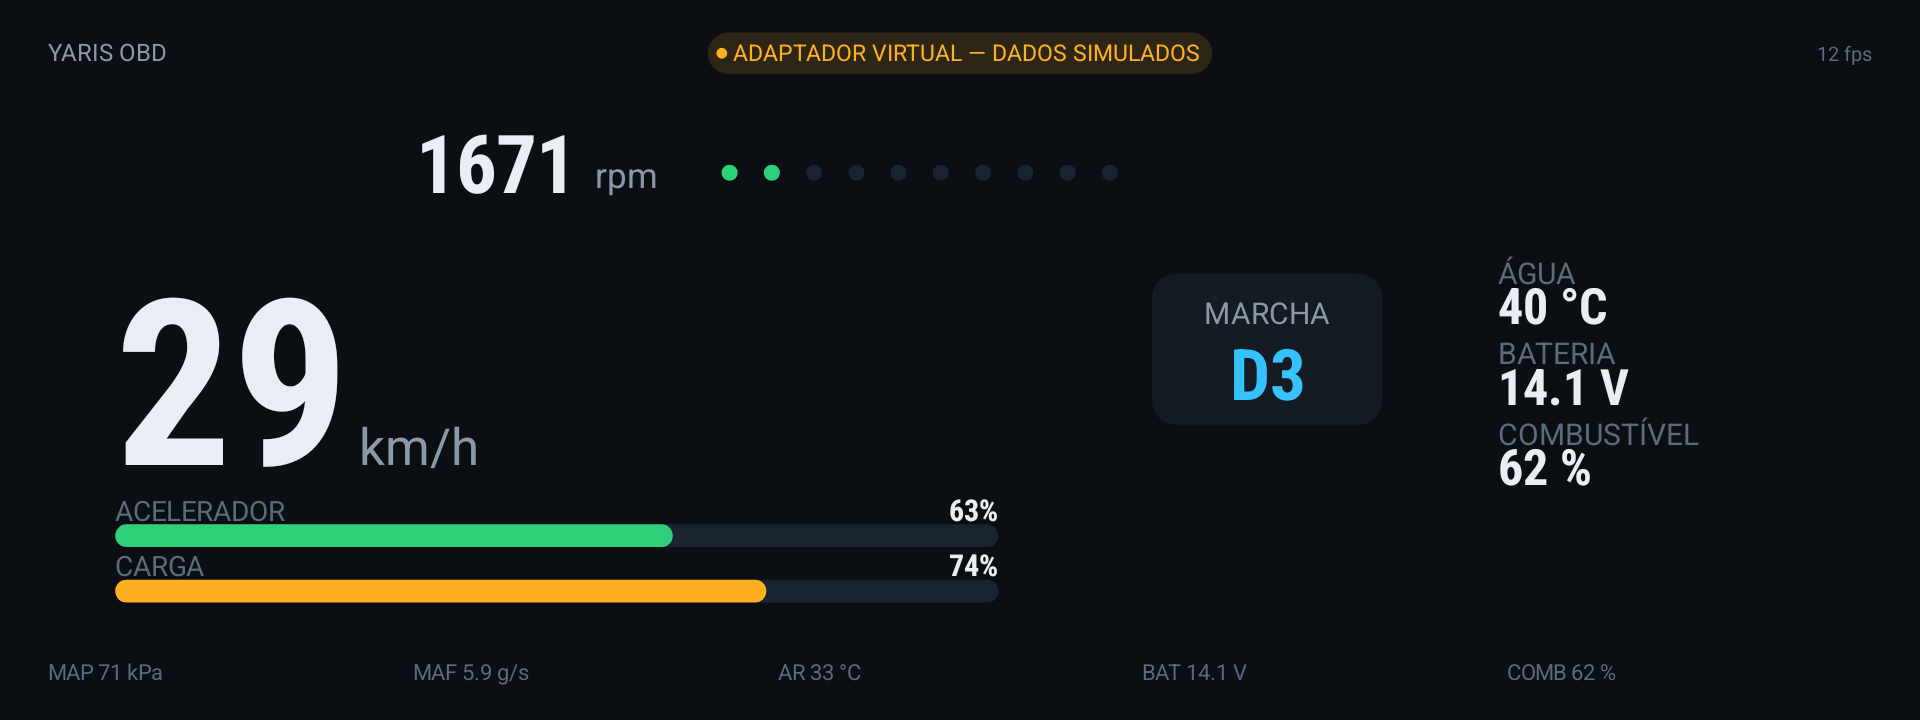 YARIS OBD
ADAPTADOR VIRTUAL — DADOS SIMULADOS
12 fps
1671 rpm
29 km/h
MARCHA
D3
ÁGUA
40 °C
BATERIA
14.1 V
COMBUSTÍVEL
62 %
ACELERADOR 63%
CARGA 74%
MAP 71 kPa
MAF 5.9 g/s
AR 33 °C
BAT 14.1 V
COMB 62 %